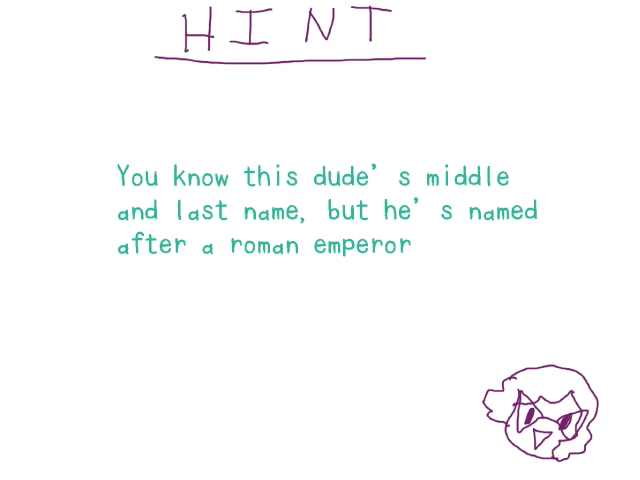 HINT
You know this dude's middle
and last name, but he's named
after a roman emperor